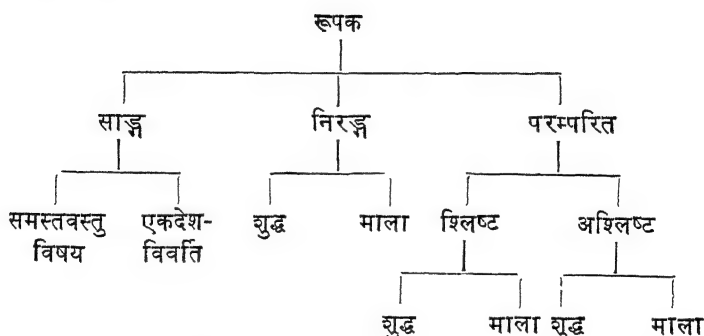 रूपक
साङ्ग निरङ्ग परम्परित
समस्तवस्तु एकदेश- शुद्ध माला श्लिष्ट अश्लिष्ट
विषय विवर्ति
शुद्ध माला शुद्ध माला